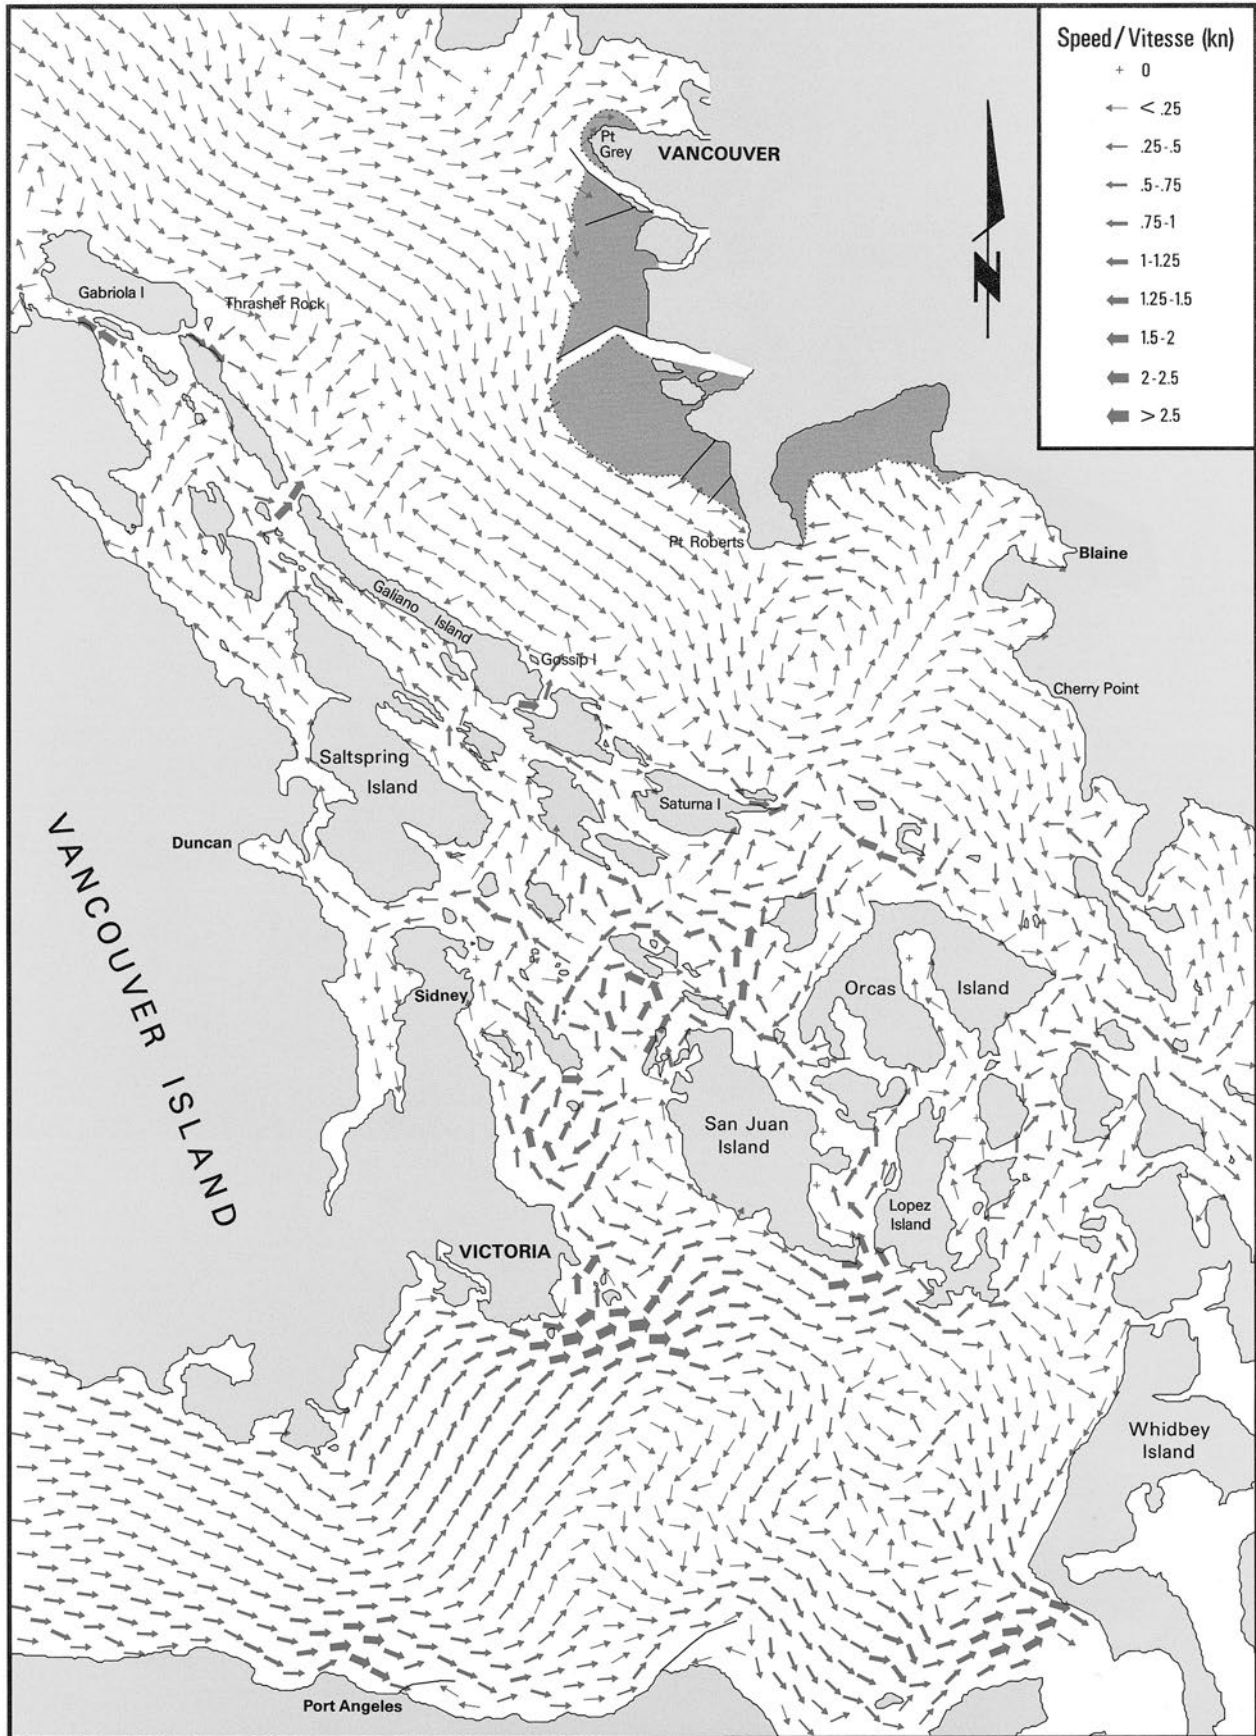 Speed/Vitesse (kn)
0
< .25
.25-.5
.5-.75
.75-1
1-1.25
1.25-1.5
1.5-2
2-2.5
> 2.5
N
Pt
Grey
VANCOUVER
Gabriola I
Thrasher Rock
Pt Roberts
Blaine
Galiano
Island
Gossip I
Cherry Point
Saltspring
Island
Saturna I
Duncan
VANCOUVER ISLAND
Sidney
Orcas Island
San Juan
Island
Lopez
Island
VICTORIA
Whidbey
Island
Port Angeles